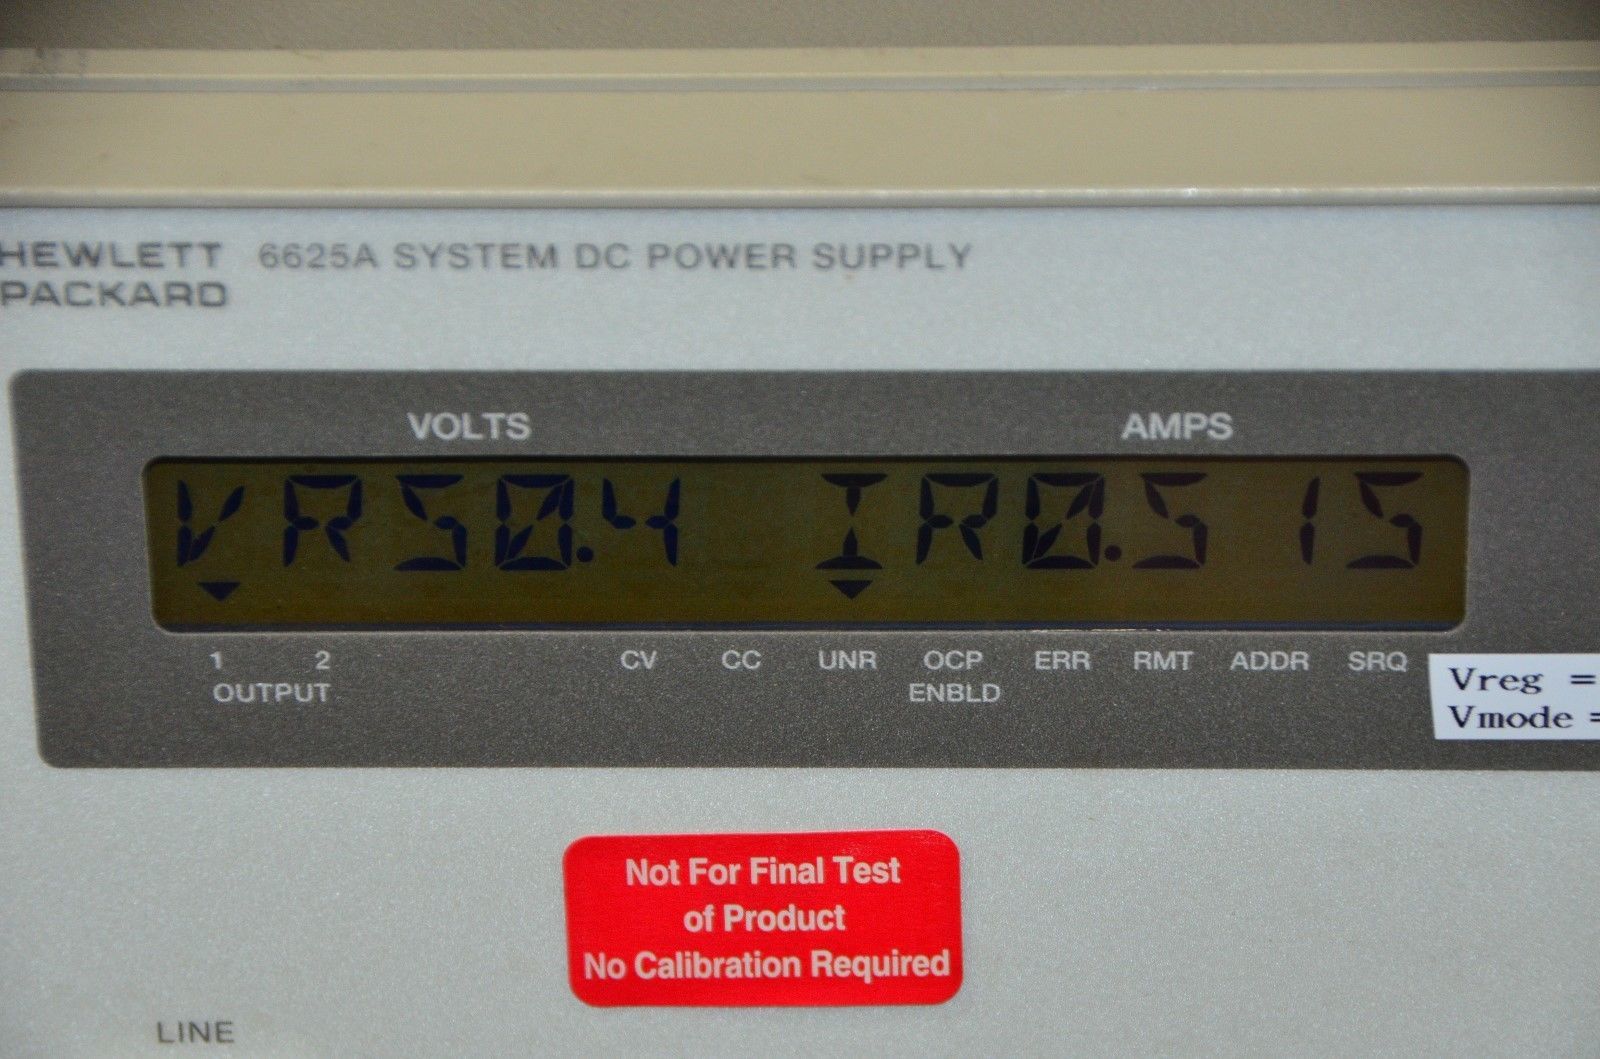 HEWLETT PACKARD
6625A SYSTEM DC POWER SUPPLY
VOLTS AMPS
VR50.4 IR0.515
1 2 CV CC UNR OCP ERR RMT ADDR SRQ
OUTPUT ENBLD
Vreg =
Vmode =
Not For Final Test
of Product
No Calibration Required
LINE